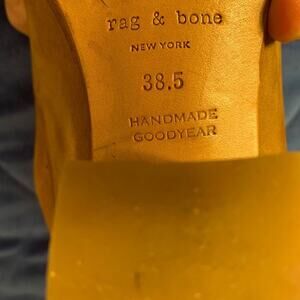 rag & bone
NEW YORK
38.5
HANDMADE
GOODYEAR